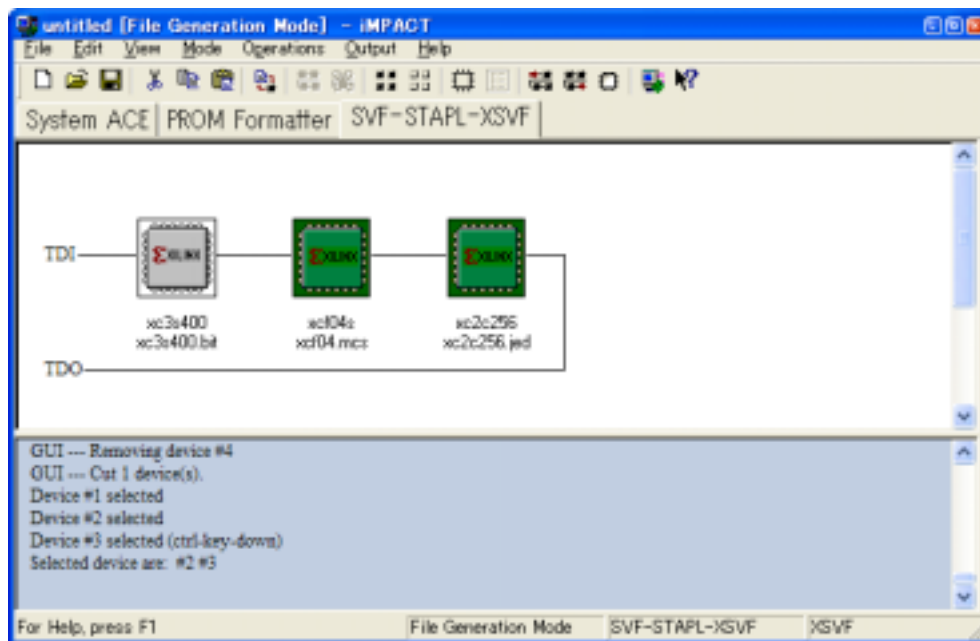 untitled [File Generation Mode] - iMPACT
File Edit View Mode Operations Output Help
System ACE PROM Formatter SVF-STAPL-XSVF
TDI
XILINX XILINX XILINX
xc3s400 xcf04s xc2c256
xc3s400.bit xcf04.mcs xc2c256.jed
TDO
GUI --- Removing device #4
GUI --- Cut 1 device(s).
Device #1 selected
Device #2 selected
Device #3 selected (ctrl-key-down)
Selected device are: #2 #3
For Help, press F1 File Generation Mode SVF-STAPL-XSVF XSVF